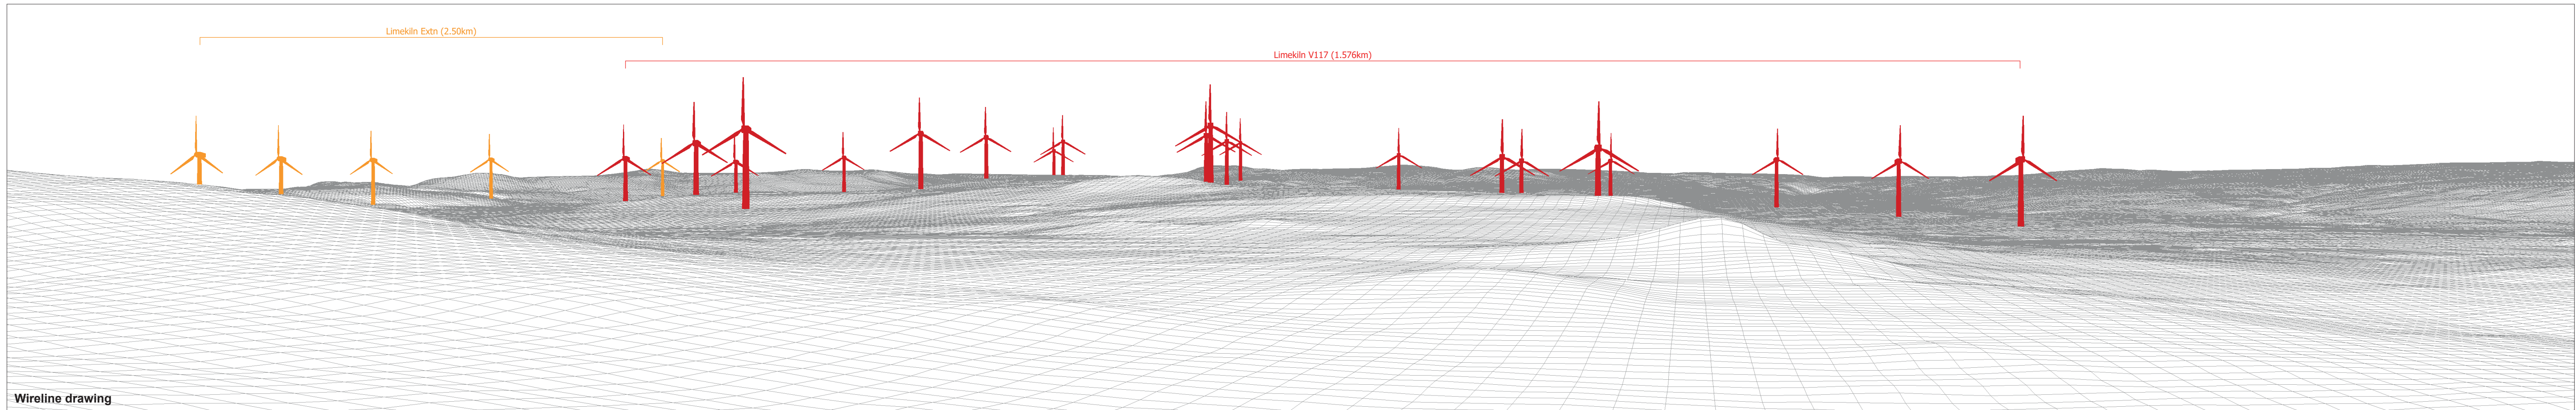 Limekiln Extn (2.50km)
Limekiln V117 (1.576km)
Wireline drawing